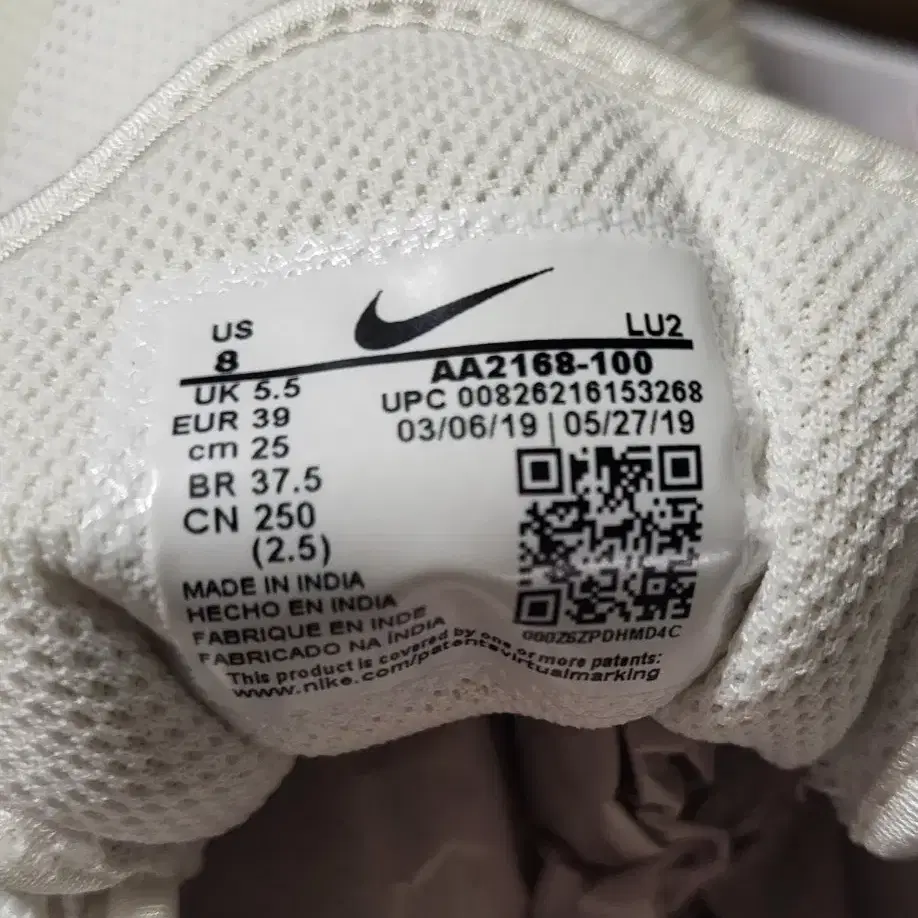 US
8
LU2
AA2168-100
UK 5.5
EUR 39
cm 25
BR 37.5
CN 250
(2.5)
UPC 00826216153268
03/06/19 | 05/27/19
000Z6ZPDHMD4C
MADE IN INDIA
HECHO EN INDIA
FABRIQUE EN INDE
FABRICADO NA ÍNDIA
This product is covered by one or more patents:
www.nike.com/patentsvirtualmarking